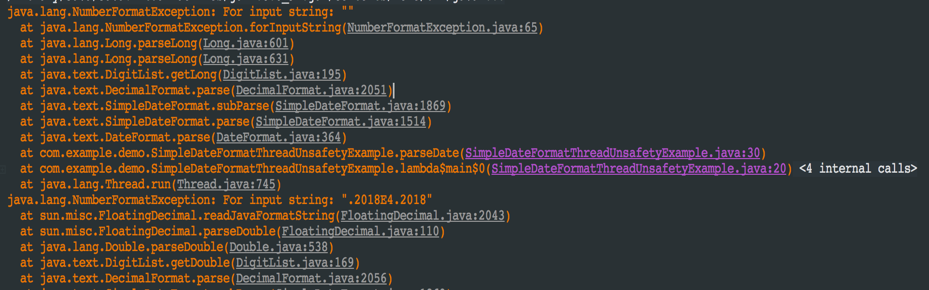 java.lang.NumberFormatException: For input string: ""
at java.lang.NumberFormatException.forInputString(NumberFormatException.java:65)
at java.lang.Long.parseLong(Long.java:601)
at java.lang.Long.parseLong(Long.java:631)
at java.text.DigitList.getLong(DigitList.java:195)
at java.text.DecimalFormat.parse(DecimalFormat.java:2051)
at java.text.SimpleDateFormat.subParse(SimpleDateFormat.java:1869)
at java.text.SimpleDateFormat.parse(SimpleDateFormat.java:1514)
at java.text.DateFormat.parse(DateFormat.java:364)
at com.example.demo.SimpleDateFormatThreadUnsafetyExample.parseDate(SimpleDateFormatThreadUnsafetyExample.java:30)
at com.example.demo.SimpleDateFormatThreadUnsafetyExample.lambda$main$0(SimpleDateFormatThreadUnsafetyExample.java:20) <4 internal calls>
at java.lang.Thread.run(Thread.java:745)
java.lang.NumberFormatException: For input string: ".2018E4.2018"
at sun.misc.FloatingDecimal.readJavaFormatString(FloatingDecimal.java:2043)
at sun.misc.FloatingDecimal.parseDouble(FloatingDecimal.java:110)
at java.lang.Double.parseDouble(Double.java:538)
at java.text.DigitList.getDouble(DigitList.java:169)
at java.text.DecimalFormat.parse(DecimalFormat.java:2056)